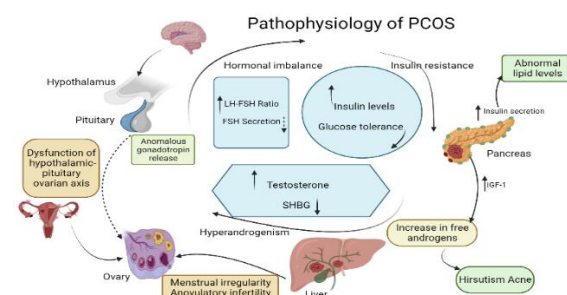 Pathophysiology of PCOS
Hypothalamus
Pituitary
Hormonal imbalance
Insulin resistance
Abnormal
lipid levels
LH-FSH Ratio
FSH Secretion
Insulin levels
Glucose tolerance
Insulin secretion
Pancreas
Anomalous
gonadotropin
release
Dysfunction of
hypothalamic-
pituitary
ovarian axis
Testosterone
SHBG
IGF-1
Hyperandrogenism
Increase in free
androgens
Ovary
Menstrual irregularity
Anovulatory infertility
Liver
Hirsutism Acne